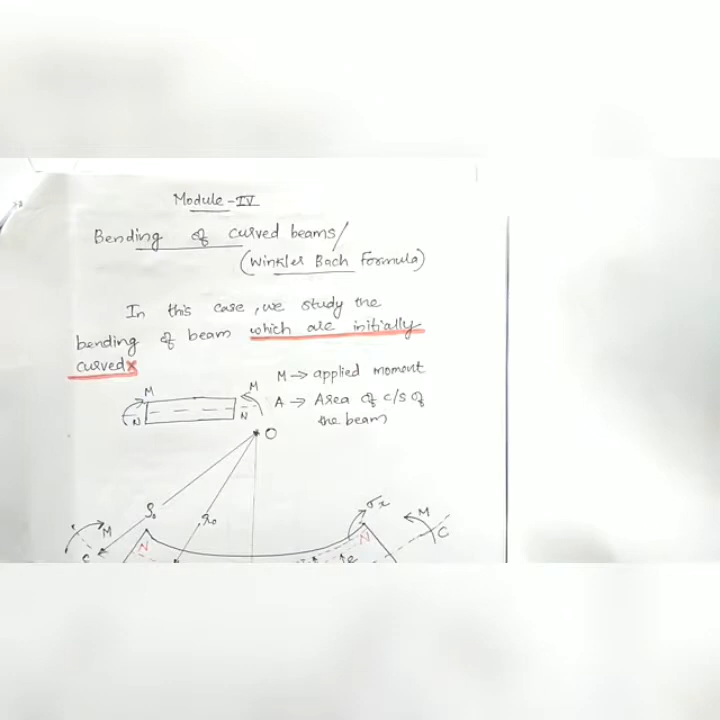 Module-IV
Bending of curved beams/
(Winkler Bach Formula)
In this case, we study the
bending of beam which are initially
curved
M → applied moment
A → Area of c/s of
the beam
M M
N N
O
ρ₀ r₀ σx M
M C
C N N e